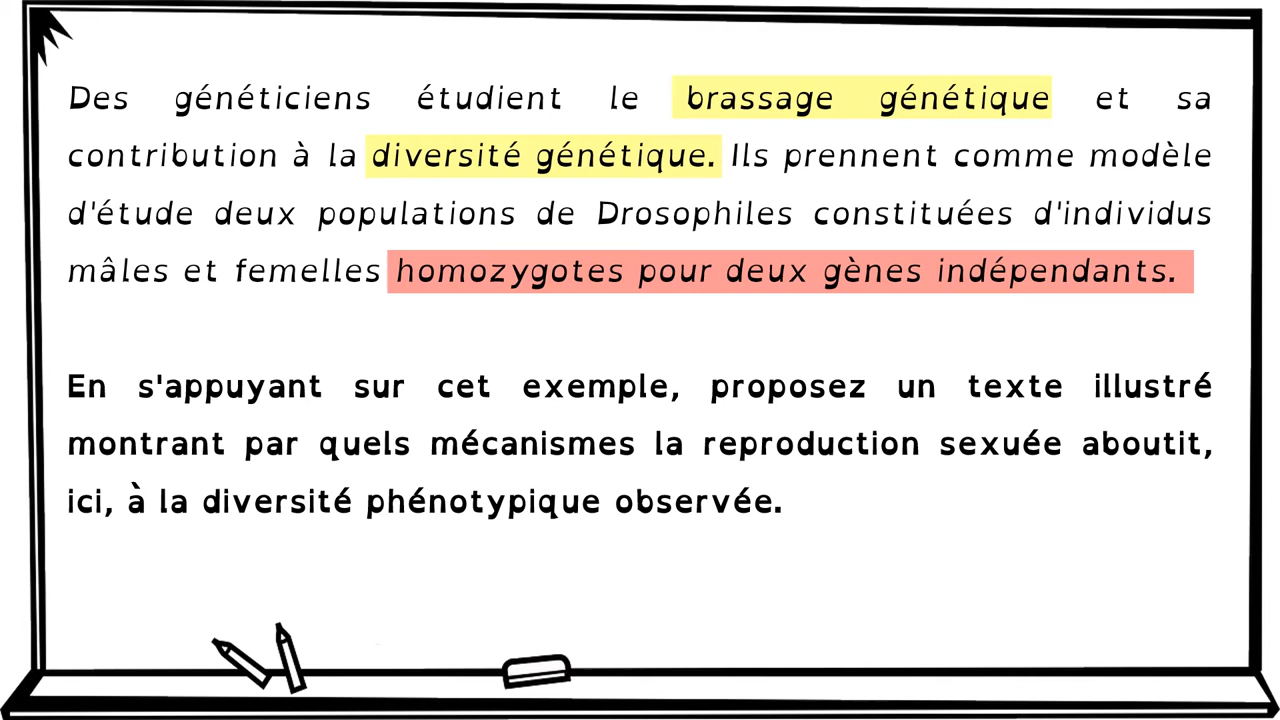 Des généticiens étudient le brassage génétique et sa
contribution à la diversité génétique. Ils prennent comme modèle
d'étude deux populations de Drosophiles constituées d'individus
mâles et femelles homozygotes pour deux gènes indépendants.
En s'appuyant sur cet exemple, proposez un texte illustré
montrant par quels mécanismes la reproduction sexuée aboutit,
ici, à la diversité phénotypique observée.